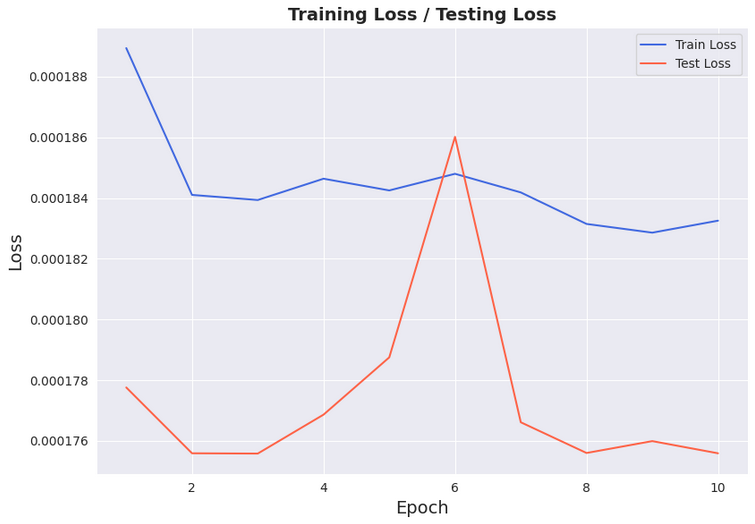 Training Loss / Testing Loss
Train Loss
Test Loss
0.000188
0.000186
0.000184
0.000182
0.000180
0.000178
0.000176
Loss
2
4
6
8
10
Epoch